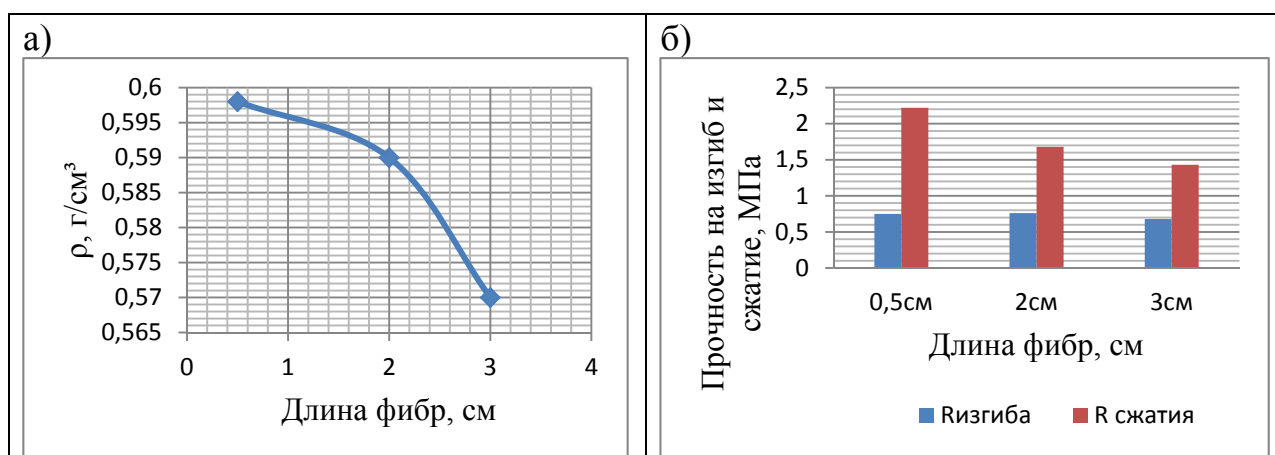 а)
0,6
0,595
0,59
0,585
0,58
0,575
0,57
0,565
ρ, г/см³
0 1 2 3 4
Длина фибр, см
б)
2,5
2
1,5
1
0,5
0
Прочность на изгиб и
сжатие, МПа
0,5см 2см 3см
Длина фибр, см
Rизгиба R сжатия